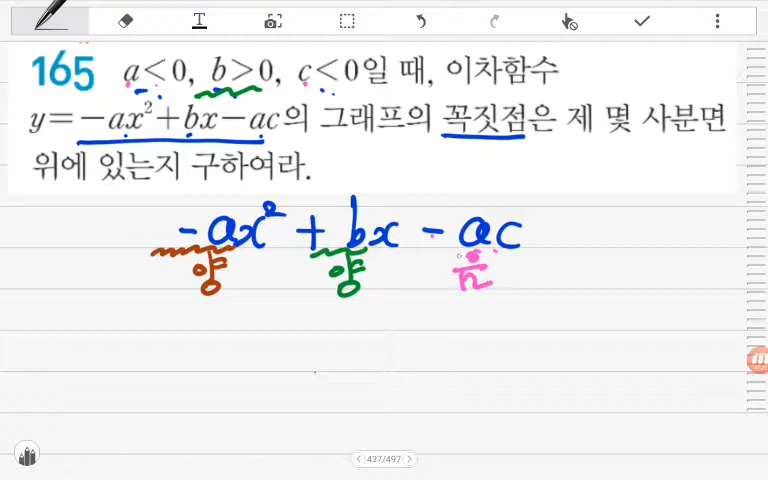 T
165 a<0, b>0, c<0일 때, 이차함수
y=-ax²+bx-ac의 그래프의 꼭짓점은 제 몇 사분면
위에 있는지 구하여라.
-ax² + bx - ac
양 양 음
437/497